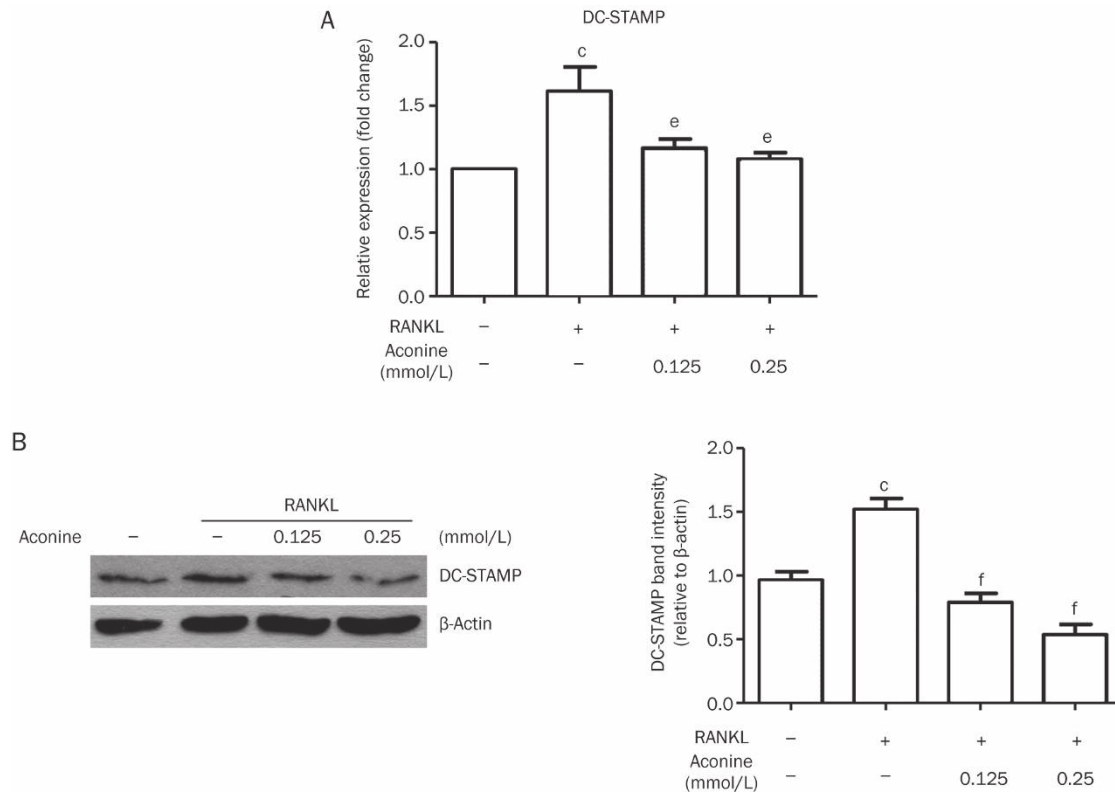 A
DC-STAMP
Relative expression (fold change)
2.0
1.5
1.0
0.5
0.0
c
e
e
RANKL – + + +
Aconine
(mmol/L) – – 0.125 0.25
B
RANKL
Aconine – – 0.125 0.25 (mmol/L)
DC-STAMP
β-Actin
DC-STAMP band intensity
(relative to β-actin)
2.0
1.5
1.0
0.5
0.0
c
f
f
RANKL – + + +
Aconine
(mmol/L) – – 0.125 0.25